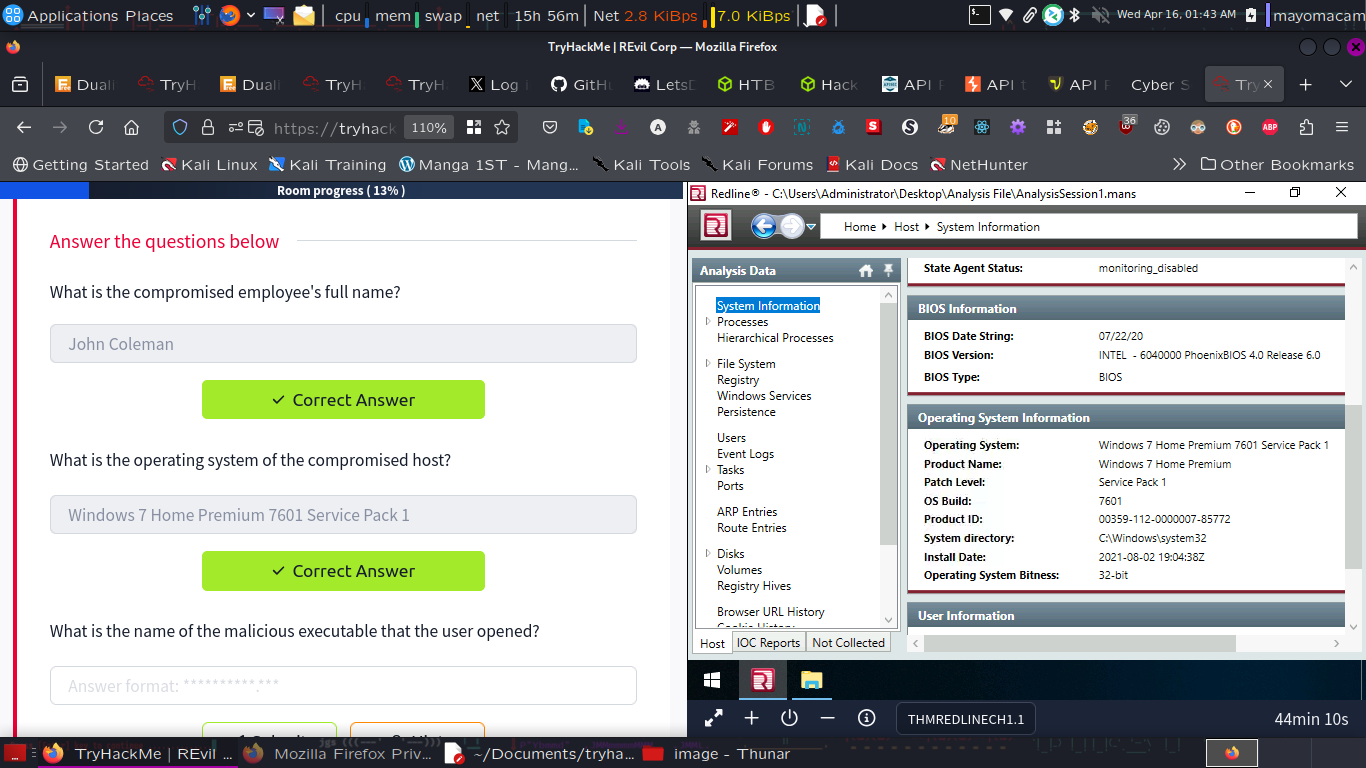 Applications Places cpu mem swap net 15h 56m Net 2.8 KiBps 7.0 KiBps Wed Apr 16, 01:43 AM mayomacam
TryHackMe | REvil Corp — Mozilla Firefox
Duall TryH Duall TryH TryH Log GitHu LetsD HTB Hack API API t API Cyber S Try
https://tryhack 110% 10 36 ABP
Getting Started Kali Linux Kali Training Manga 1ST - Mang... Kali Tools Kali Forums Kali Docs NetHunter Other Bookmarks
Room progress ( 13% )
Answer the questions below
What is the compromised employee's full name?
John Coleman
✓ Correct Answer
What is the operating system of the compromised host?
Windows 7 Home Premium 7601 Service Pack 1
✓ Correct Answer
What is the name of the malicious executable that the user opened?
Answer format: **********.***
Redline® - C:\Users\Administrator\Desktop\Analysis File\AnalysisSession1.mans
Home Host System Information
Analysis Data
System Information
Processes
Hierarchical Processes
File System
Registry
Windows Services
Persistence
Users
Event Logs
Tasks
Ports
ARP Entries
Route Entries
Disks
Volumes
Registry Hives
Browser URL History
Cookie History
Host IOC Reports Not Collected
State Agent Status: monitoring_disabled
BIOS Information
BIOS Date String: 07/22/20
BIOS Version: INTEL - 6040000 PhoenixBIOS 4.0 Release 6.0
BIOS Type: BIOS
Operating System Information
Operating System: Windows 7 Home Premium 7601 Service Pack 1
Product Name: Windows 7 Home Premium
Patch Level: Service Pack 1
OS Build: 7601
Product ID: 00359-112-0000007-85772
System directory: C:\Windows\system32
Install Date: 2021-08-02 19:04:38Z
Operating System Bitness: 32-bit
User Information
THMREDLINECH1.1 44min 10s
TryHackMe | REvil ... Mozilla Firefox Priv... ~/Documents/tryha... image - Thunar